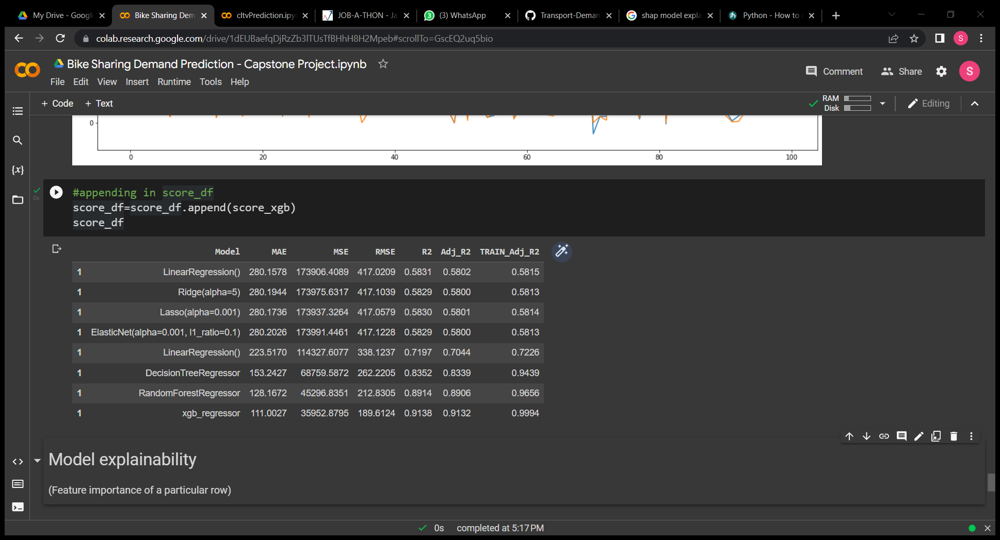 My Drive - Googl
Bike Sharing Dem
cltvPrediction.ipy
JOB-A-THON - Ja
(3) WhatsApp
Transport-Deman
shap model expla
Python - How to
colab.research.google.com/drive/1dEUBaefqDjRzZb3lTUsTfBHhH8H2Mpeb#scrollTo=GscEQ2uq5bio
S
Bike Sharing Demand Prediction - Capstone Project.ipynb
File Edit View Insert Runtime Tools Help
Comment Share S
+ Code + Text
RAM
Disk
Editing
0
0 20 40 60 80 100
{x}
0s
#appending in score_df
score_df=score_df.append(score_xgb)
score_df
Model MAE MSE RMSE R2 Adj_R2 TRAIN_Adj_R2
1 LinearRegression() 280.1578 173906.4089 417.0209 0.5831 0.5802 0.5815
1 Ridge(alpha=5) 280.1944 173975.6317 417.1039 0.5829 0.5800 0.5813
1 Lasso(alpha=0.001) 280.1736 173937.3264 417.0579 0.5830 0.5801 0.5814
1 ElasticNet(alpha=0.001, l1_ratio=0.1) 280.2026 173991.4461 417.1228 0.5829 0.5800 0.5813
1 LinearRegression() 223.5170 114327.6077 338.1237 0.7197 0.7044 0.7226
1 DecisionTreeRegressor 153.2427 68759.5872 262.2205 0.8352 0.8339 0.9439
1 RandomForestRegressor 128.1672 45296.8351 212.8305 0.8914 0.8906 0.9656
1 xgb_regressor 111.0027 35952.8795 189.6124 0.9138 0.9132 0.9994
Model explainability
(Feature importance of a particular row)
0s completed at 5:17 PM